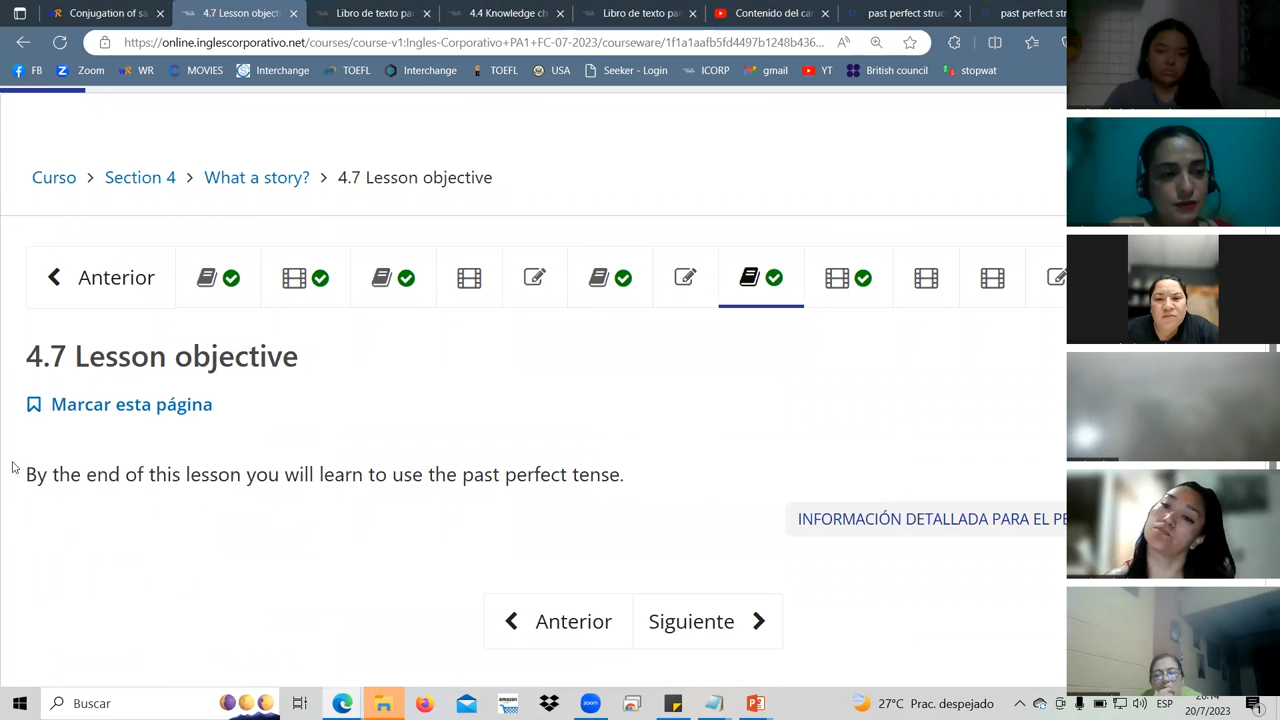 Conjugation of sa
4.7 Lesson objecti
Libro de texto pa
4.4 Knowledge ch
Libro de texto pa
Contenido del ca
past perfect struc
past perfect str
https://online.inglescorporativo.net/courses/course-v1:Ingles-Corporativo+PA1+FC-07-2023/courseware/1f1a1aafb5fd4497b1248b436...
FB
Zoom
WR
MOVIES
Interchange
TOEFL
Interchange
TOEFL
USA
Seeker - Login
ICORP
gmail
YT
British council
stopwat
Curso > Section 4 > What a story? > 4.7 Lesson objective
Anterior
4.7 Lesson objective
Marcar esta página
By the end of this lesson you will learn to use the past perfect tense.
INFORMACIÓN DETALLADA PARA EL PE
Anterior
Siguiente
Buscar
27°C Prac. despejado
ESP
20/7/2023